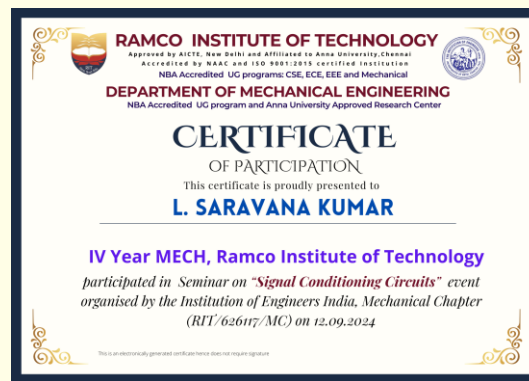 RAMCO INSTITUTE OF TECHNOLOGY
Approved by AICTE, New Delhi and Affiliated to Anna University,Chennai
Accredited by NAAC and ISO 9001:2015 certified Institution
NBA Accredited UG programs: CSE, ECE, EEE and Mechanical
DEPARTMENT OF MECHANICAL ENGINEERING
NBA Accredited UG program and Anna University Approved Research Center
CERTIFICATE
OF PARTICIPATION
This certificate is proudly presented to
L. SARAVANA KUMAR
IV Year MECH, Ramco Institute of Technology
participated in Seminar on “Signal Conditioning Circuits” event
organised by the Institution of Engineers India, Mechanical Chapter
(RIT/626117/MC) on 12.09.2024
This is an electronically generated certificate hence does not require signature